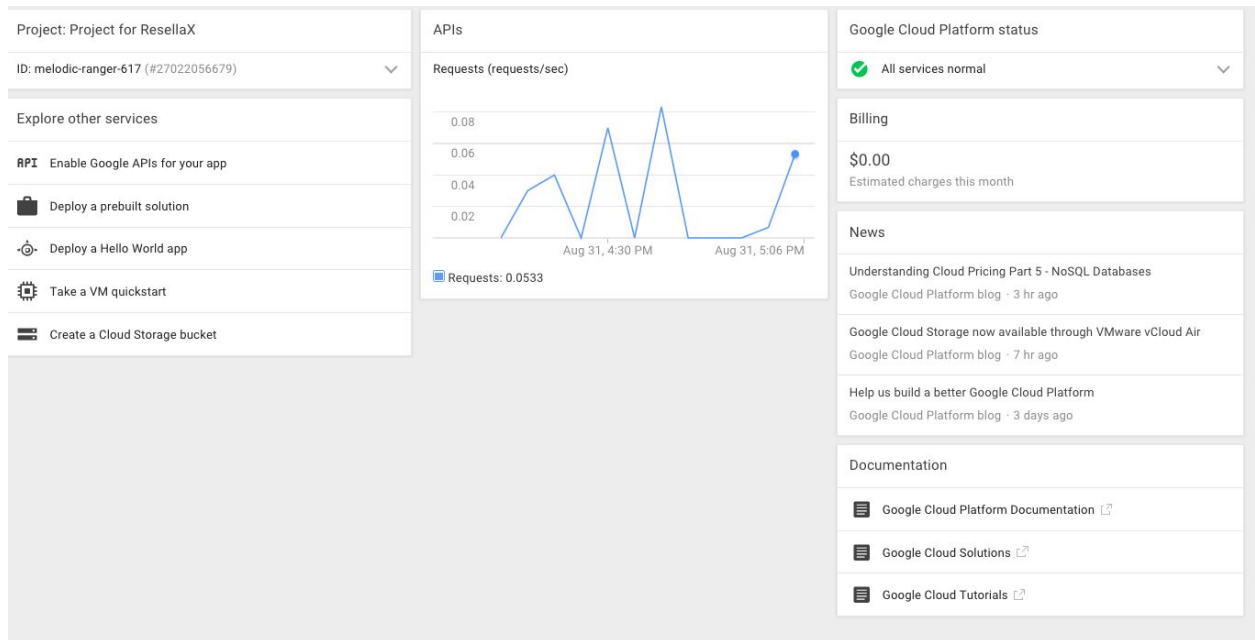 Project: Project for ResellaX
ID: melodic-ranger-617 (#27022056679)
Explore other services
API Enable Google APIs for your app
Deploy a prebuilt solution
Deploy a Hello World app
Take a VM quickstart
Create a Cloud Storage bucket
APIs
Requests (requests/sec)
0.08
0.06
0.04
0.02
Aug 31, 4:30 PM Aug 31, 5:06 PM
Requests: 0.0533
Google Cloud Platform status
All services normal
Billing
$0.00
Estimated charges this month
News
Understanding Cloud Pricing Part 5 - NoSQL Databases
Google Cloud Platform blog · 3 hr ago
Google Cloud Storage now available through VMware vCloud Air
Google Cloud Platform blog · 7 hr ago
Help us build a better Google Cloud Platform
Google Cloud Platform blog · 3 days ago
Documentation
Google Cloud Platform Documentation
Google Cloud Solutions
Google Cloud Tutorials